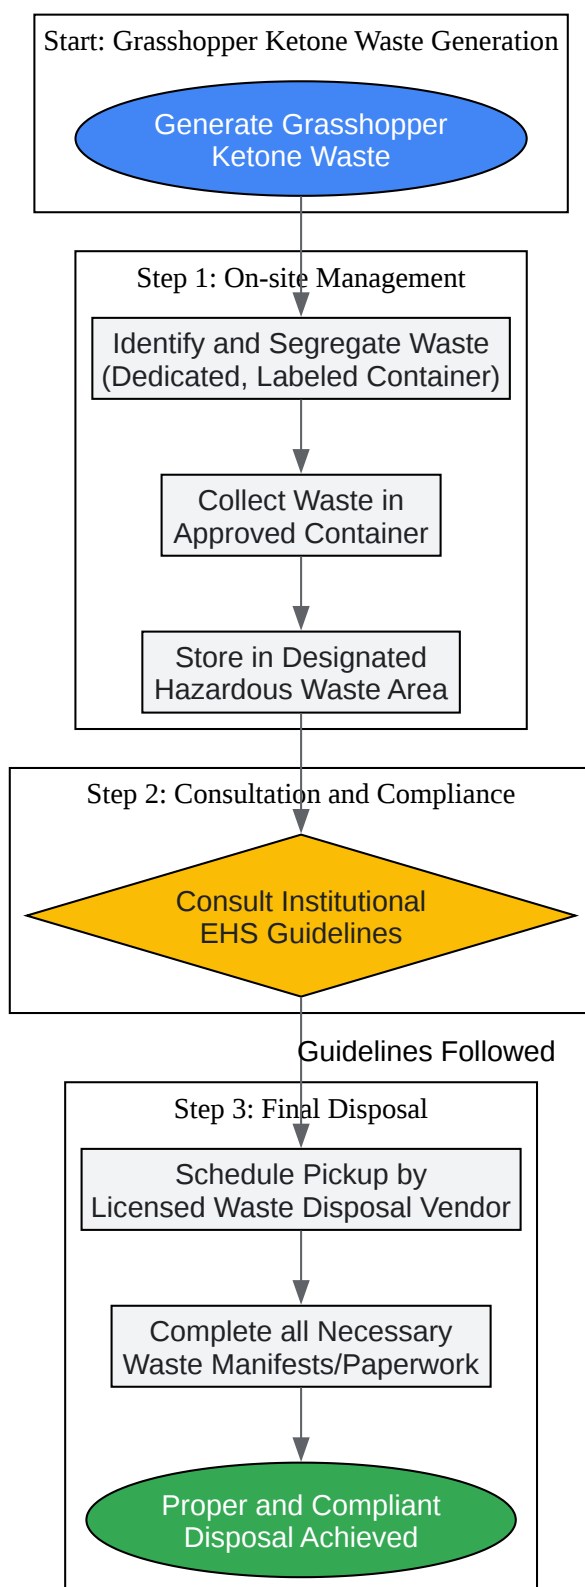 Start: Grasshopper Ketone Waste Generation
Generate Grasshopper
Ketone Waste
Step 1: On-site Management
Identify and Segregate Waste
(Dedicated, Labeled Container)
Collect Waste in
Approved Container
Store in Designated
Hazardous Waste Area
Step 2: Consultation and Compliance
Consult Institutional
EHS Guidelines
Guidelines Followed
Step 3: Final Disposal
Schedule Pickup by
Licensed Waste Disposal Vendor
Complete all Necessary
Waste Manifests/Paperwork
Proper and Compliant
Disposal Achieved